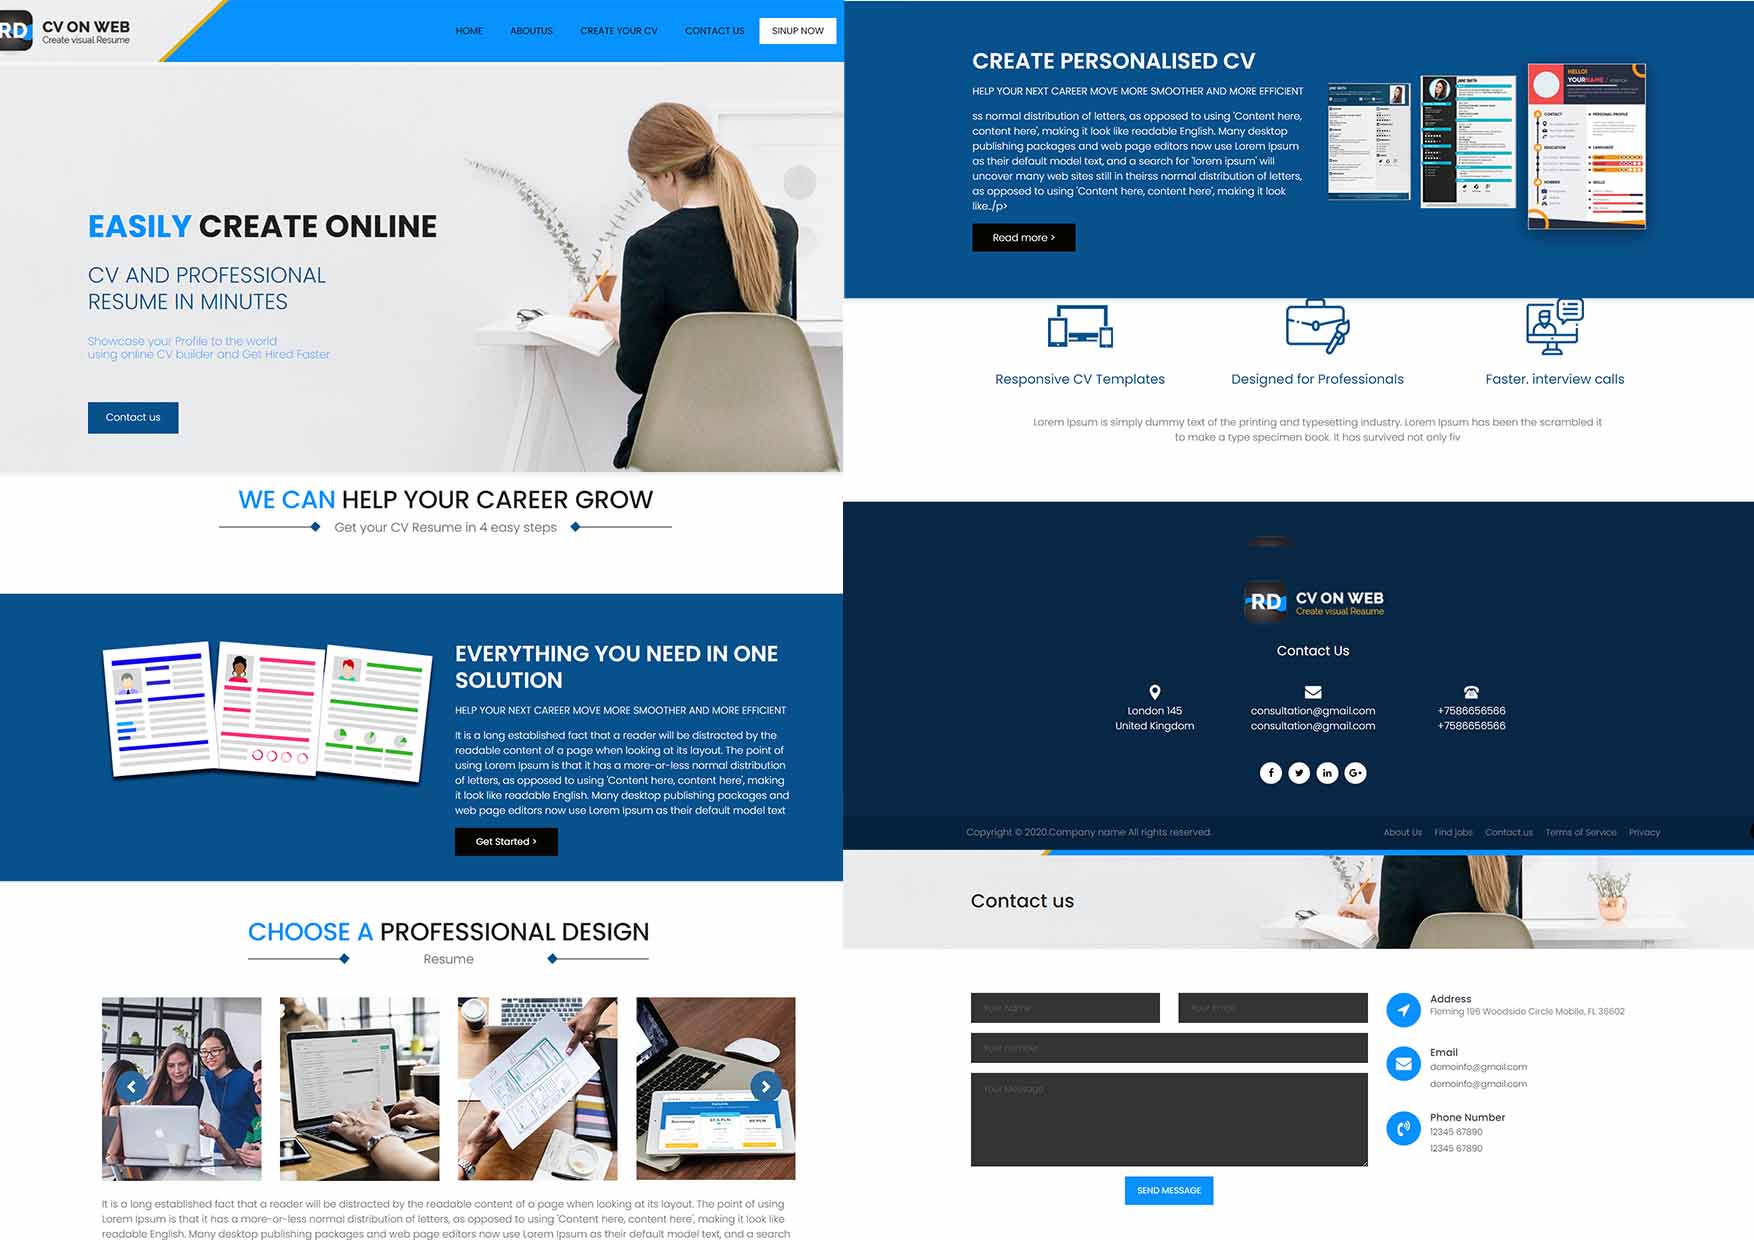 RD CV ON WEB
Create visual Resume
HOME ABOUTUS CREATE YOUR CV CONTACT US SINUP NOW
EASILY CREATE ONLINE
CV AND PROFESSIONAL
RESUME IN MINUTES
Showcase your Profile to the world
using online CV builder and Get Hired Faster
Contact us
WE CAN HELP YOUR CAREER GROW
Get your CV Resume in 4 easy steps
EVERYTHING YOU NEED IN ONE
SOLUTION
HELP YOUR NEXT CAREER MOVE MORE SMOOTHER AND MORE EFFICIENT
It is a long established fact that a reader will be distracted by the
readable content of a page when looking at its layout. The point of
using Lorem Ipsum is that it has a more-or-less normal distribution
of letters, as opposed to using 'Content here, content here', making
it look like readable English. Many desktop publishing packages and
web page editors now use Lorem Ipsum as their default model text
Get Started >
CHOOSE A PROFESSIONAL DESIGN
Resume
It is a long established fact that a reader will be distracted by the readable content of a page when looking at its layout. The point of using
Lorem Ipsum is that it has a more-or-less normal distribution of letters, as opposed to using 'Content here, content here', making it look like
readable English. Many desktop publishing packages and web page editors now use Lorem Ipsum as their default model text, and a search
CREATE PERSONALISED CV
HELP YOUR NEXT CAREER MOVE MORE SMOOTHER AND MORE EFFICIENT
ss normal distribution of letters, as opposed to using 'Content here,
content here', making it look like readable English. Many desktop
publishing packages and web page editors now use Lorem Ipsum
as their default model text, and a search for 'lorem ipsum' will
uncover many web sites still in theirss normal distribution of letters,
as opposed to using 'Content here, content here', making it look
like../p>
Read more >
JANE SMITH
HELLO!
YOURNAME
CONTACT
PERSONAL PROFILE
EDUCATION
LANGUAGE
HOBBIES
SKILLS
Responsive CV Templates
Designed for Professionals
Faster. interview calls
Lorem Ipsum is simply dummy text of the printing and typesetting industry. Lorem Ipsum has been the scrambled it
to make a type specimen book. It has survived not only fiv
RD CV ON WEB
Create visual Resume
Contact Us
London 145
United Kingdom
consultation@gmail.com
consultation@gmail.com
+7586656566
+7586656566
Copyright © 2020.Company name All rights reserved.
About Us Find jobs Contact us Terms of Service Privacy
Contact us
Your Name
Your Email
Your number
Your Message
SEND MESSAGE
Address
Fleming 196 Woodside Circle Mobile, FL 36602
Email
domoinfo@gmail.com
domoinfo@gmail.com
Phone Number
12345 67890
12345 67890